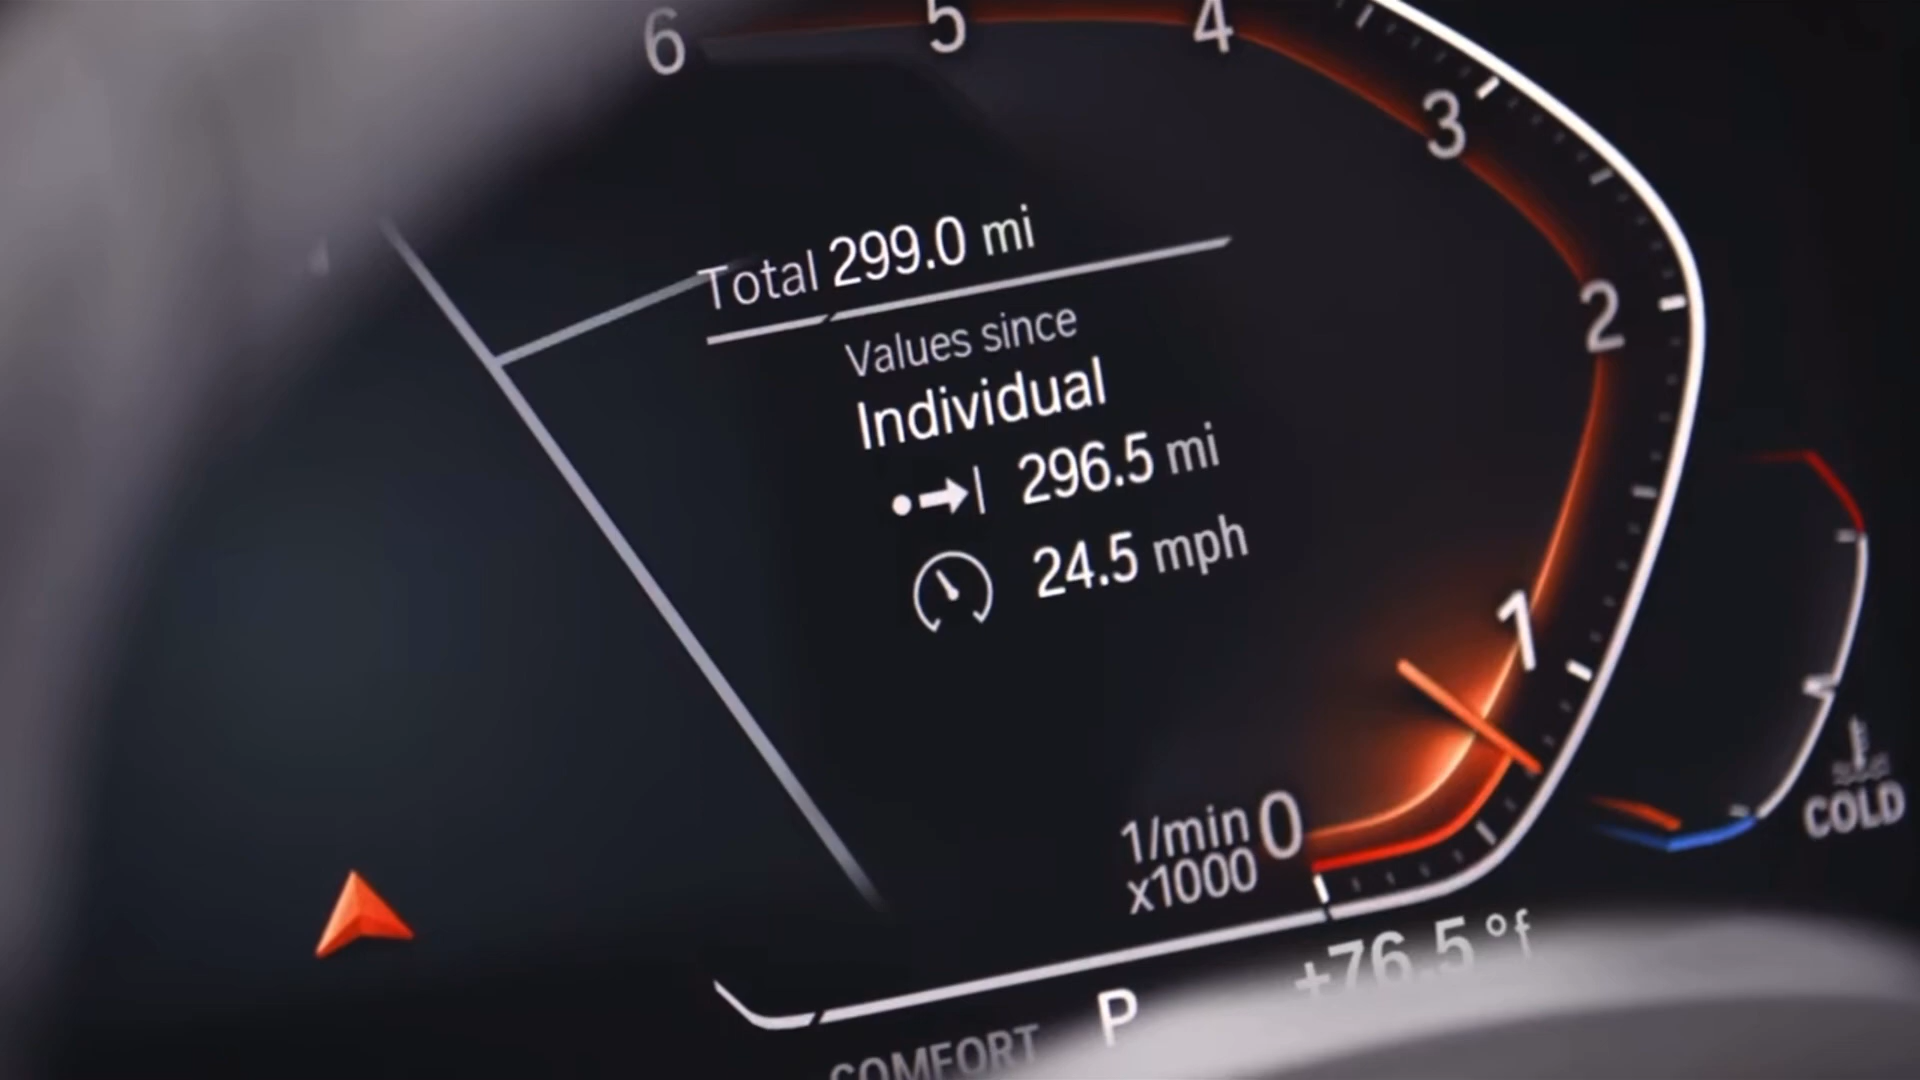 6 5 4
3
Total 299.0 mi
Values since
Individual
296.5 mi
24.5 mph
2
1
1/min 0
x1000
COLD
+76.5 °f
P
COMFORT